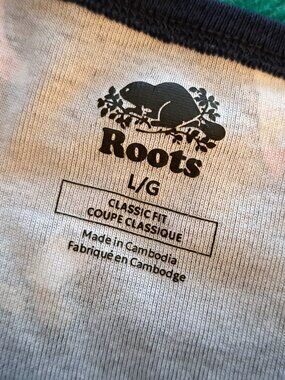 Roots
L/G
CLASSIC FIT
COUPE CLASSIQUE
Made in Cambodia
Fabriqué en Cambodge